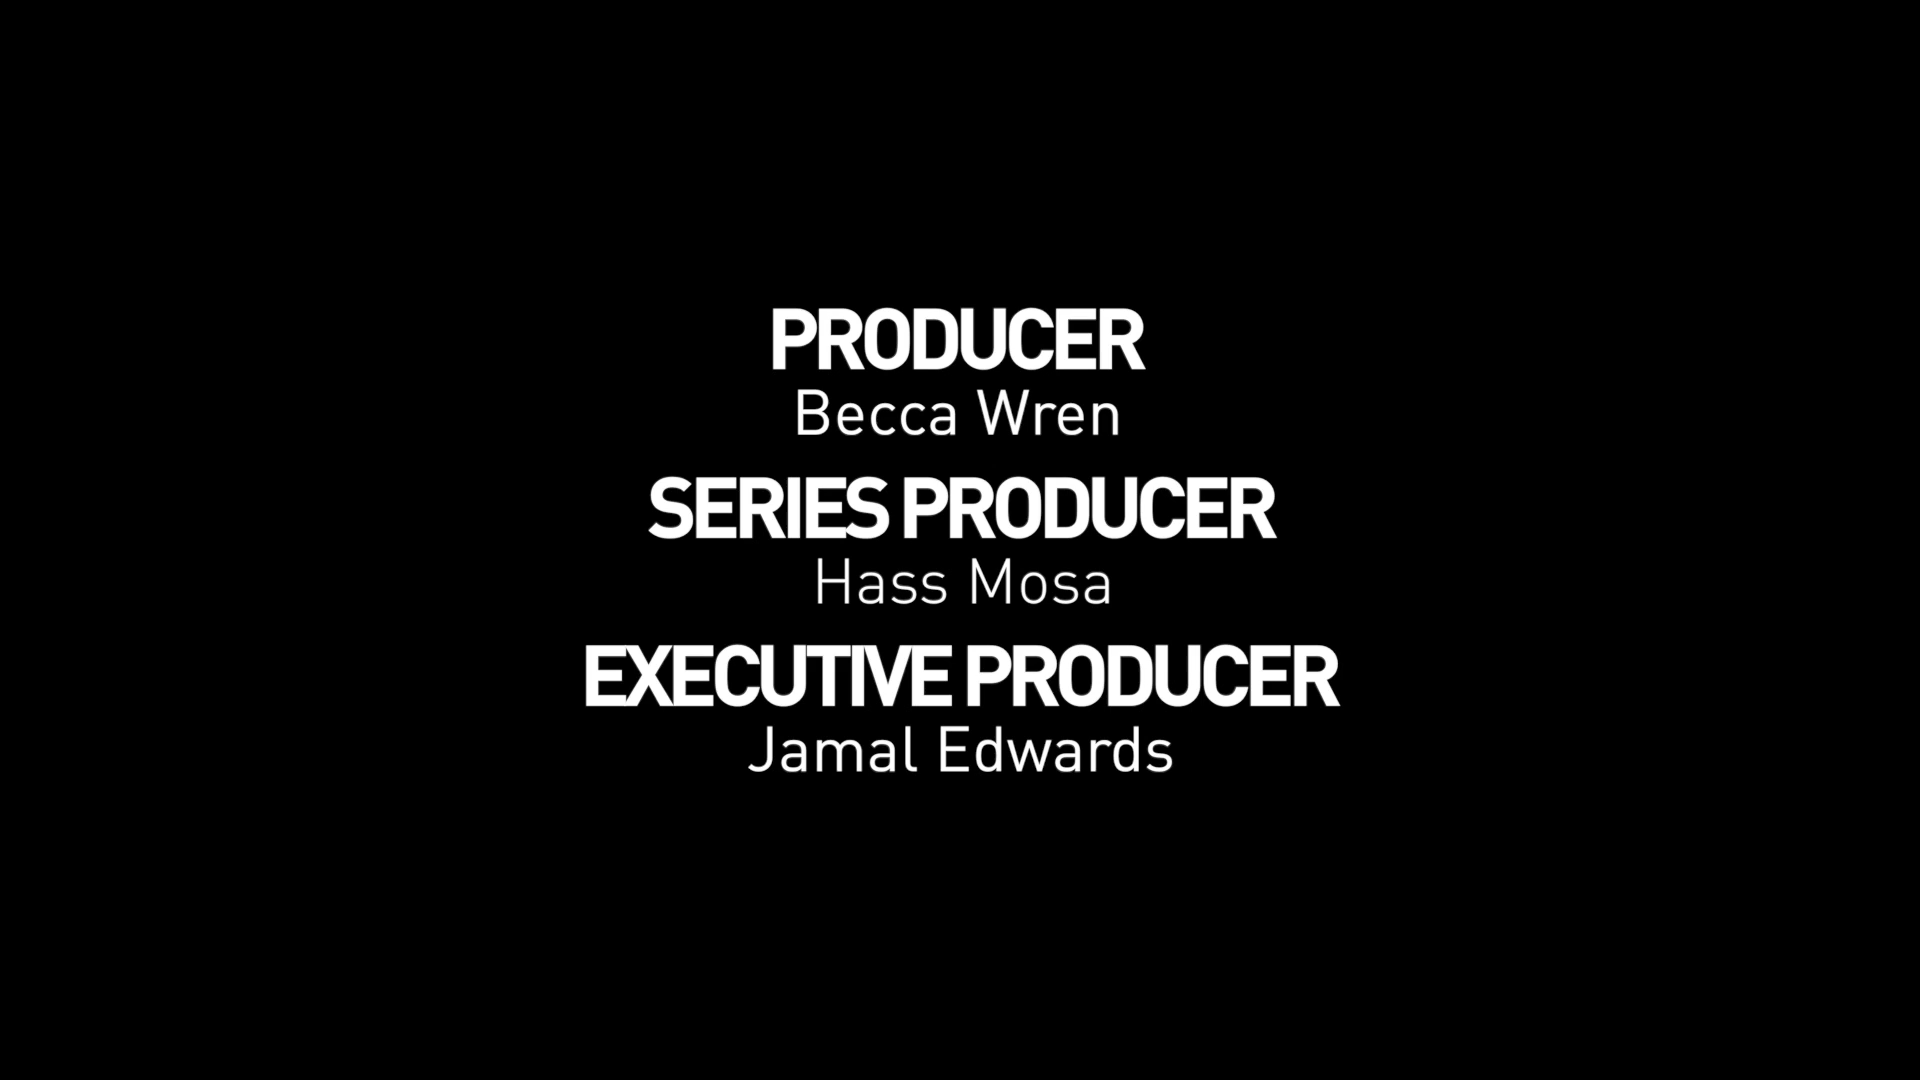 PRODUCER
Becca Wren
SERIES PRODUCER
Hass Mosa
EXECUTIVE PRODUCER
Jamal Edwards